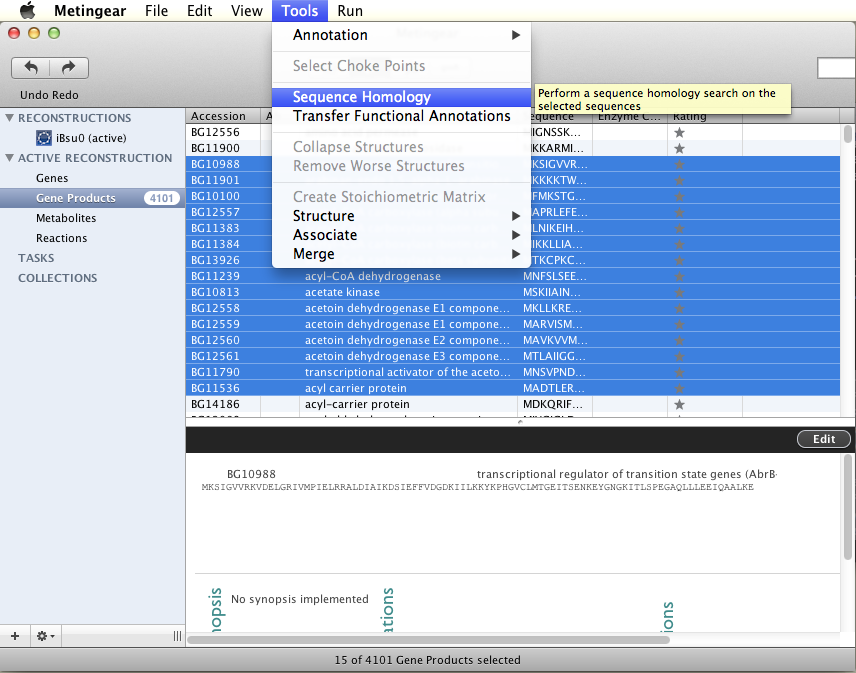 Metingear File Edit View Tools Run
Annotation
Select Choke Points
Sequence Homology
Transfer Functional Annotations
Collapse Structures
Remove Worse Structures
Create Stoichiometric Matrix
Structure
Associate
Merge
Perform a sequence homology search on the
selected sequences
Undo Redo
RECONSTRUCTIONS
iBsu0 (active)
ACTIVE RECONSTRUCTION
Genes
Gene Products 4101
Metabolites
Reactions
TASKS
COLLECTIONS
Accession A Enzyme C... Rating
BG12556 IGNSSK...
BG11900 KKARMI...
BG10988 KSIGVVR...
BG11901 KKKKTW...
BG10100 FMKSTG...
BG12557 APRLEFE...
BG11383 LNIKEIH...
BG11384 IKKLLIA...
BG13926 TKCPKC...
BG11239 acyl-CoA dehydrogenase MNFSLSEE...
BG10813 acetate kinase MSKIIAIN...
BG12558 acetoin dehydrogenase E1 compone... MKLLKRE...
BG12559 acetoin dehydrogenase E1 compone... MARVISM...
BG12560 acetoin dehydrogenase E2 compone... MAVKVVM...
BG12561 acetoin dehydrogenase E3 compone... MTLAIIGG...
BG11790 transcriptional activator of the aceto... MNSVPND...
BG11536 acyl carrier protein MADTLER...
BG14186 acyl-carrier protein MDKQRIF...
Edit
BG10988 transcriptional regulator of transition state genes (AbrB-
MKSIGVVRKVDELGRIVMPIELRRALDIAIKDSIEFFVDGDKIILKKYKPHGVCLMTGEITSENKEYGNGKITLSPEGAQLLLEEIQAALKE
No synopsis implemented
15 of 4101 Gene Products selected